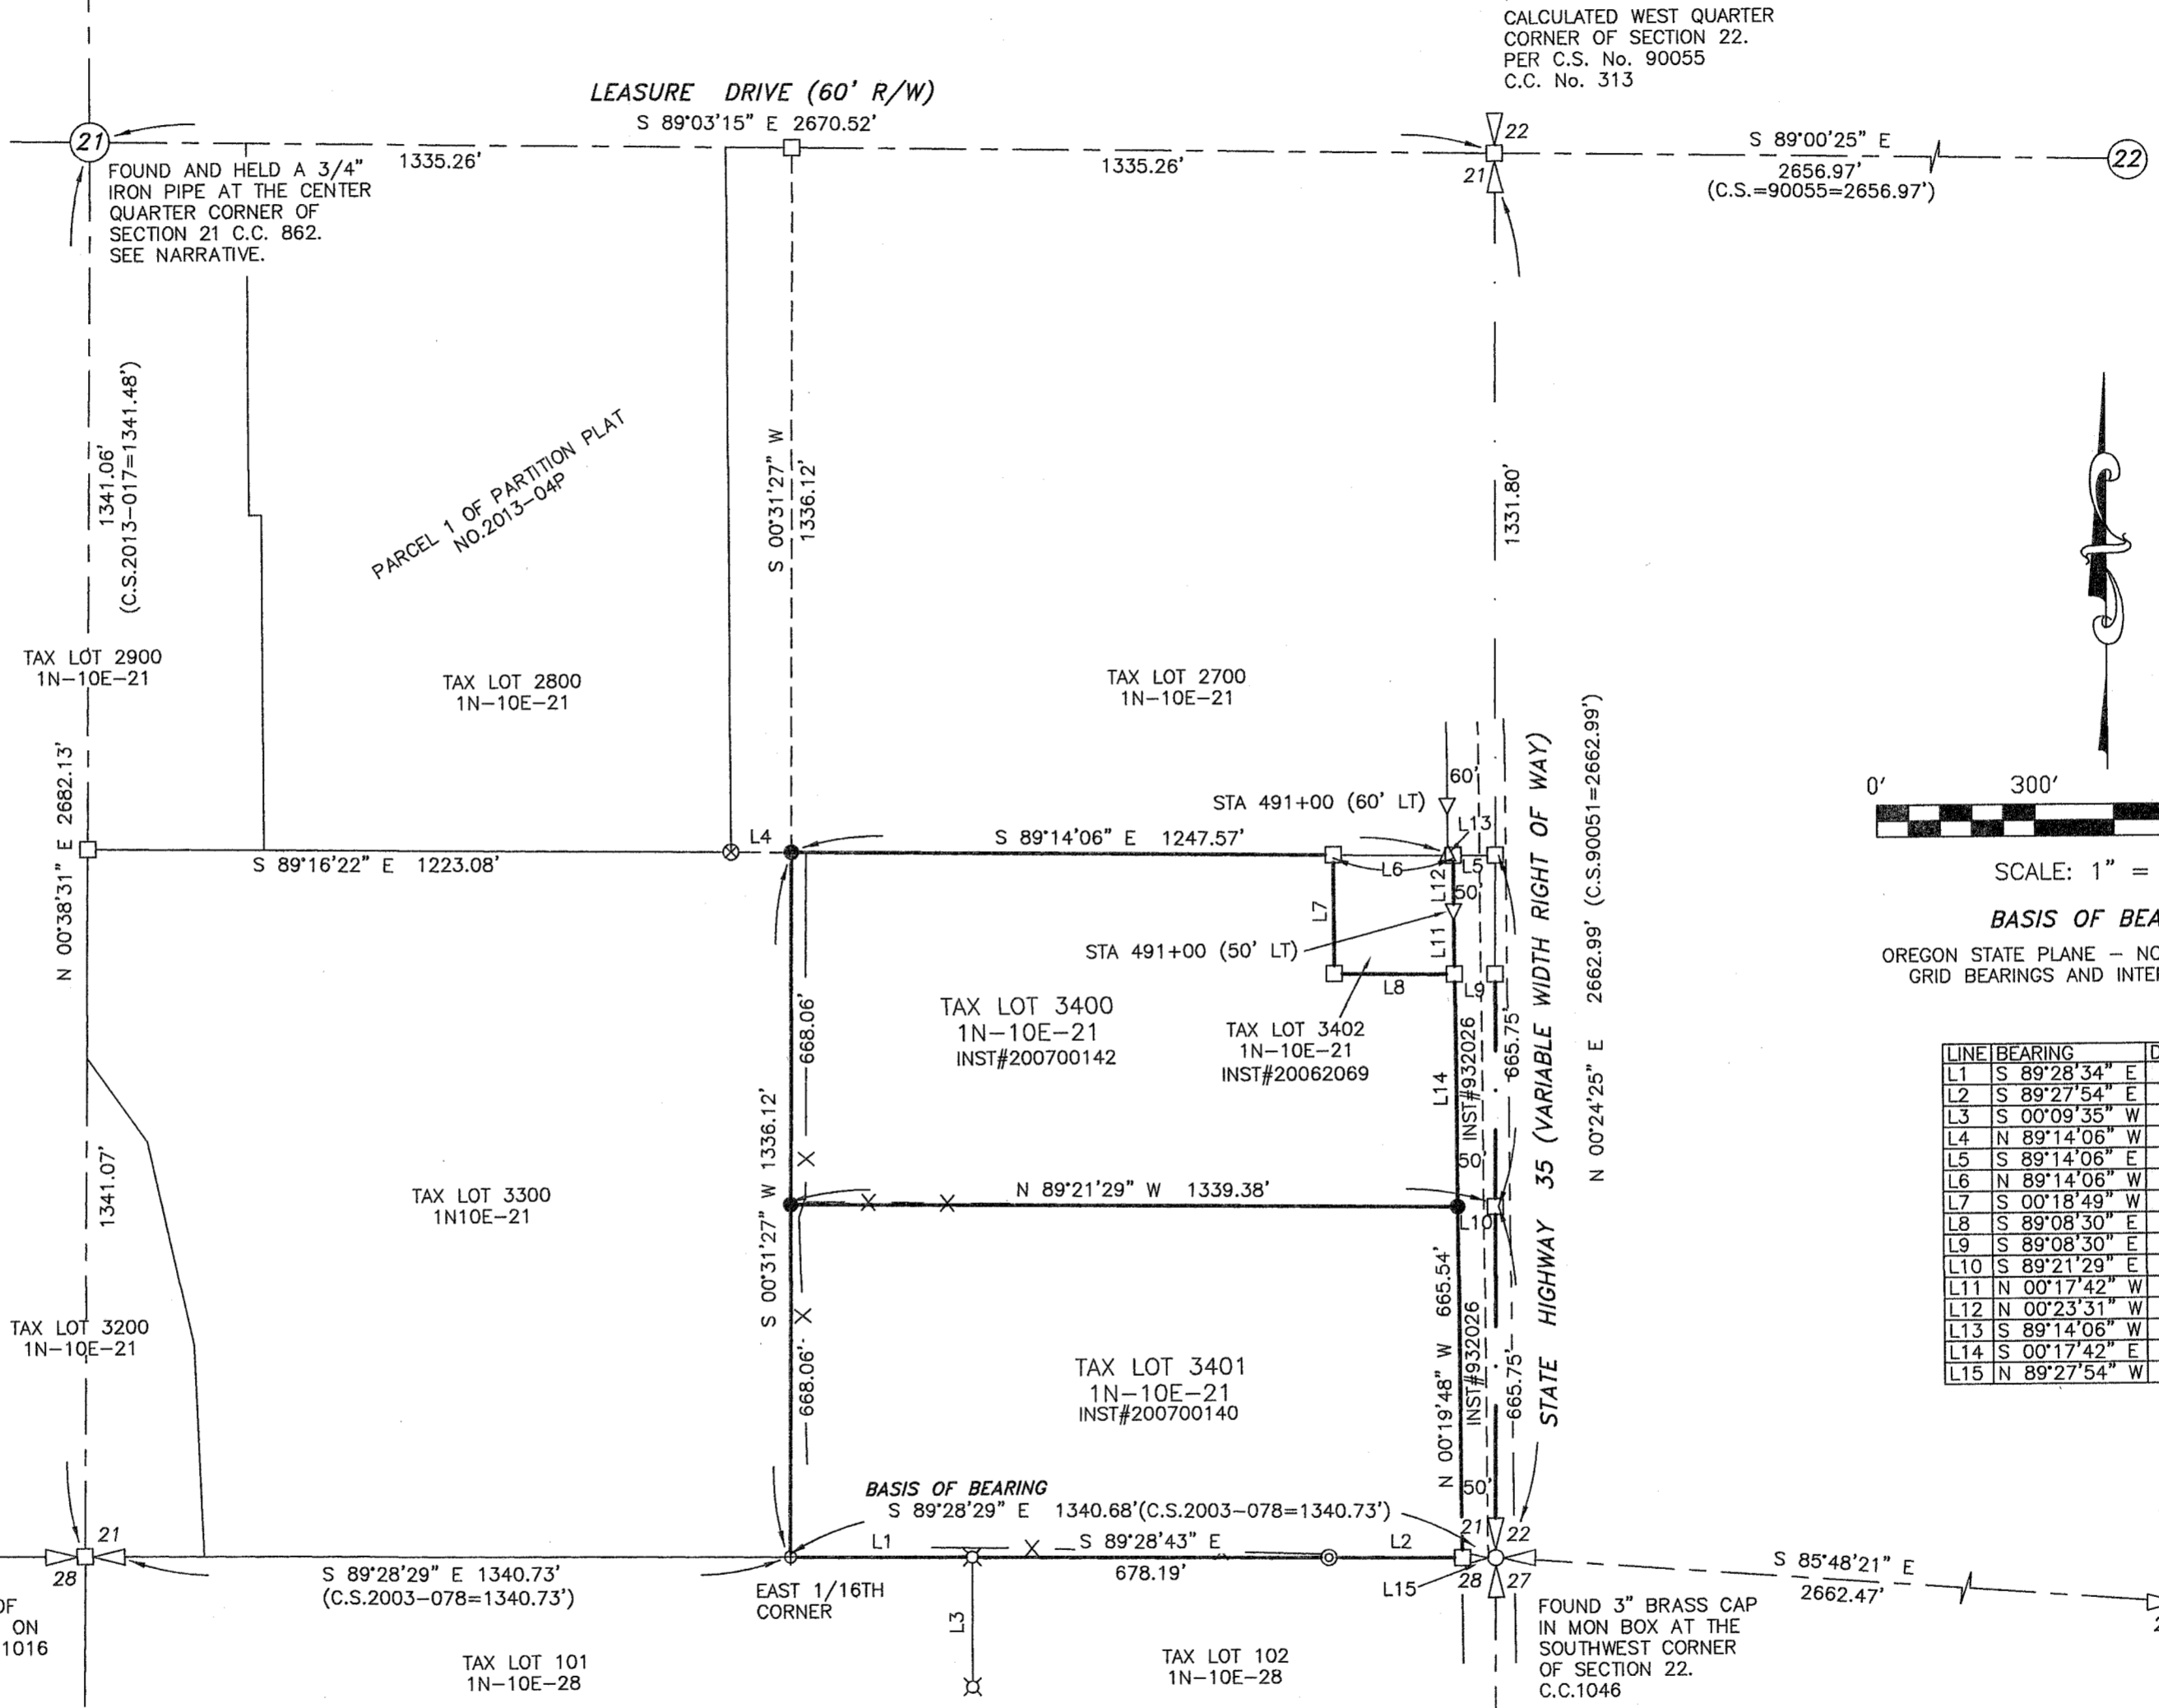 CALCULATED WEST QUARTER
CORNER OF SECTION 22.
PER C.S. No. 90055
C.C. No. 313
LEASURE DRIVE (60' R/W)
S 89°03'15" E 2670.52'
21
1335.26'
1335.26'
22
21
S 89°00'25" E
2656.97'
(C.S.=90055=2656.97')
22
FOUND AND HELD A 3/4"
IRON PIPE AT THE CENTER
QUARTER CORNER OF
SECTION 21 C.C. 862.
SEE NARRATIVE.
1341.06'
(C.S.2013-017=1341.48')
PARCEL 1 OF PARTITION PLAT
NO.2013-04P
S 00°31'27" W
1336.12'
1331.80'
TAX LOT 2900
1N-10E-21
TAX LOT 2800
1N-10E-21
TAX LOT 2700
1N-10E-21
N 00°38'31" E 2682.13'
STATE HIGHWAY 35 (VARIABLE WIDTH RIGHT OF WAY)
N 00°24'25" E 2662.99' (C.S.90051=2662.99')
60'
STA 491+00 (60' LT)
L13
L4
S 89°14'06" E 1247.57'
L6
L5
S 89°16'22" E 1223.08'
L12
50'
L7
L11
STA 491+00 (50' LT)
L8
L9
0'
300'
SCALE: 1" =
BASIS OF BEA
OREGON STATE PLANE - NO
GRID BEARINGS AND INTE
668.06'
TAX LOT 3400
1N-10E-21
INST#200700142
TAX LOT 3402
1N-10E-21
INST#20062069
L14
INST#932026
665.75'
50'
LINE BEARING D
L1 S 89°28'34" E
L2 S 89°27'54" E
L3 S 00°09'35" W
L4 N 89°14'06" W
L5 S 89°14'06" E
L6 N 89°14'06" W
L7 S 00°18'49" W
L8 S 89°08'30" E
L9 S 89°08'30" E
L10 S 89°21'29" E
L11 N 00°17'42" W
L12 N 00°23'31" W
L13 S 89°14'06" W
L14 S 00°17'42" E
L15 N 89°27'54" W
1341.07'
TAX LOT 3300
1N10E-21
S 00°31'27" W 1336.12'
N 89°21'29" W 1339.38'
L10
TAX LOT 3200
1N-10E-21
668.06'
TAX LOT 3401
1N-10E-21
INST#200700140
N 00°19'48" W 665.54'
INST#932026
665.75'
50'
BASIS OF BEARING
S 89°28'29" E 1340.68'(C.S.2003-078=1340.73')
21
28
21
22
L1
S 89°28'43" E
L2
678.19'
28
27
L15
S 89°28'29" E 1340.73'
(C.S.2003-078=1340.73')
EAST 1/16TH
CORNER
L3
S 85°48'21" E
2662.47'
FOUND 3" BRASS CAP
IN MON BOX AT THE
SOUTHWEST CORNER
OF SECTION 22.
C.C.1046
OF
ON
1016
TAX LOT 101
1N-10E-28
TAX LOT 102
1N-10E-28